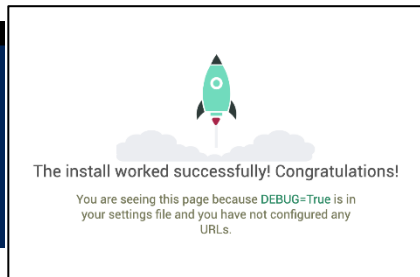 The install worked successfully! Congratulations!
You are seeing this page because DEBUG=True is in
your settings file and you have not configured any
URLs.